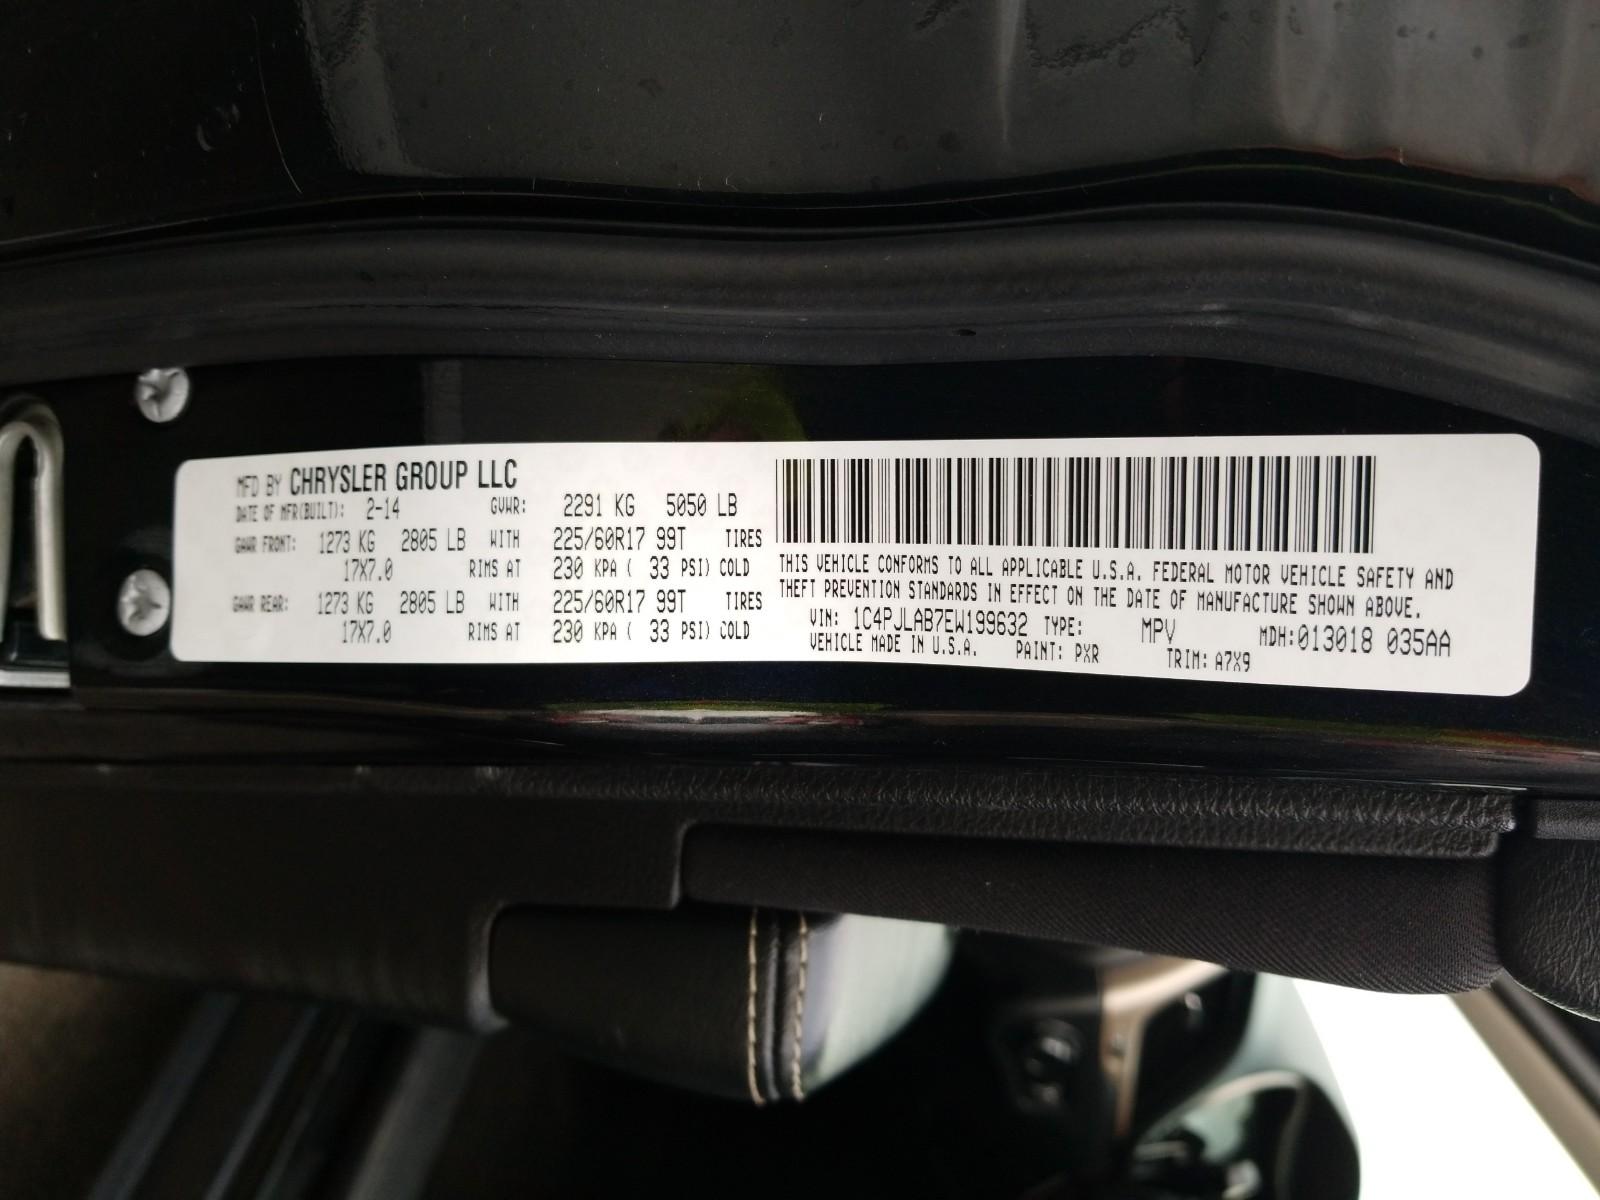 MFD BY CHRYSLER GROUP LLC
DATE OF MFR(BUILT): 2-14 GVWR: 2291 KG 5050 LB
GAWR FRONT: 1273 KG 2805 LB WITH 225/60R17 99T TIRES
17X7.0 RIMS AT 230 KPA ( 33 PSI) COLD
GAWR REAR: 1273 KG 2805 LB WITH 225/60R17 99T TIRES
17X7.0 RIMS AT 230 KPA ( 33 PSI) COLD
THIS VEHICLE CONFORMS TO ALL APPLICABLE U.S.A. FEDERAL MOTOR VEHICLE SAFETY AND
THEFT PREVENTION STANDARDS IN EFFECT ON THE DATE OF MANUFACTURE SHOWN ABOVE.
VIN: 1C4PJLAB7EW199632 TYPE: MPV MDH:013018 035AA
VEHICLE MADE IN U.S.A. PAINT: PXR TRIM: A7X9